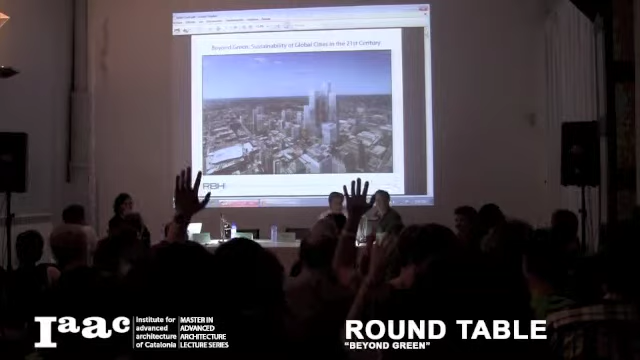 Beyond Green: Sustainability of Global Cities in the 21st Century
RBH
Iaac
Institute for
advanced
architecture
of Catalonia
MASTER IN
ADVANCED
ARCHITECTURE
LECTURE SERIES
ROUND TABLE
"BEYOND GREEN"